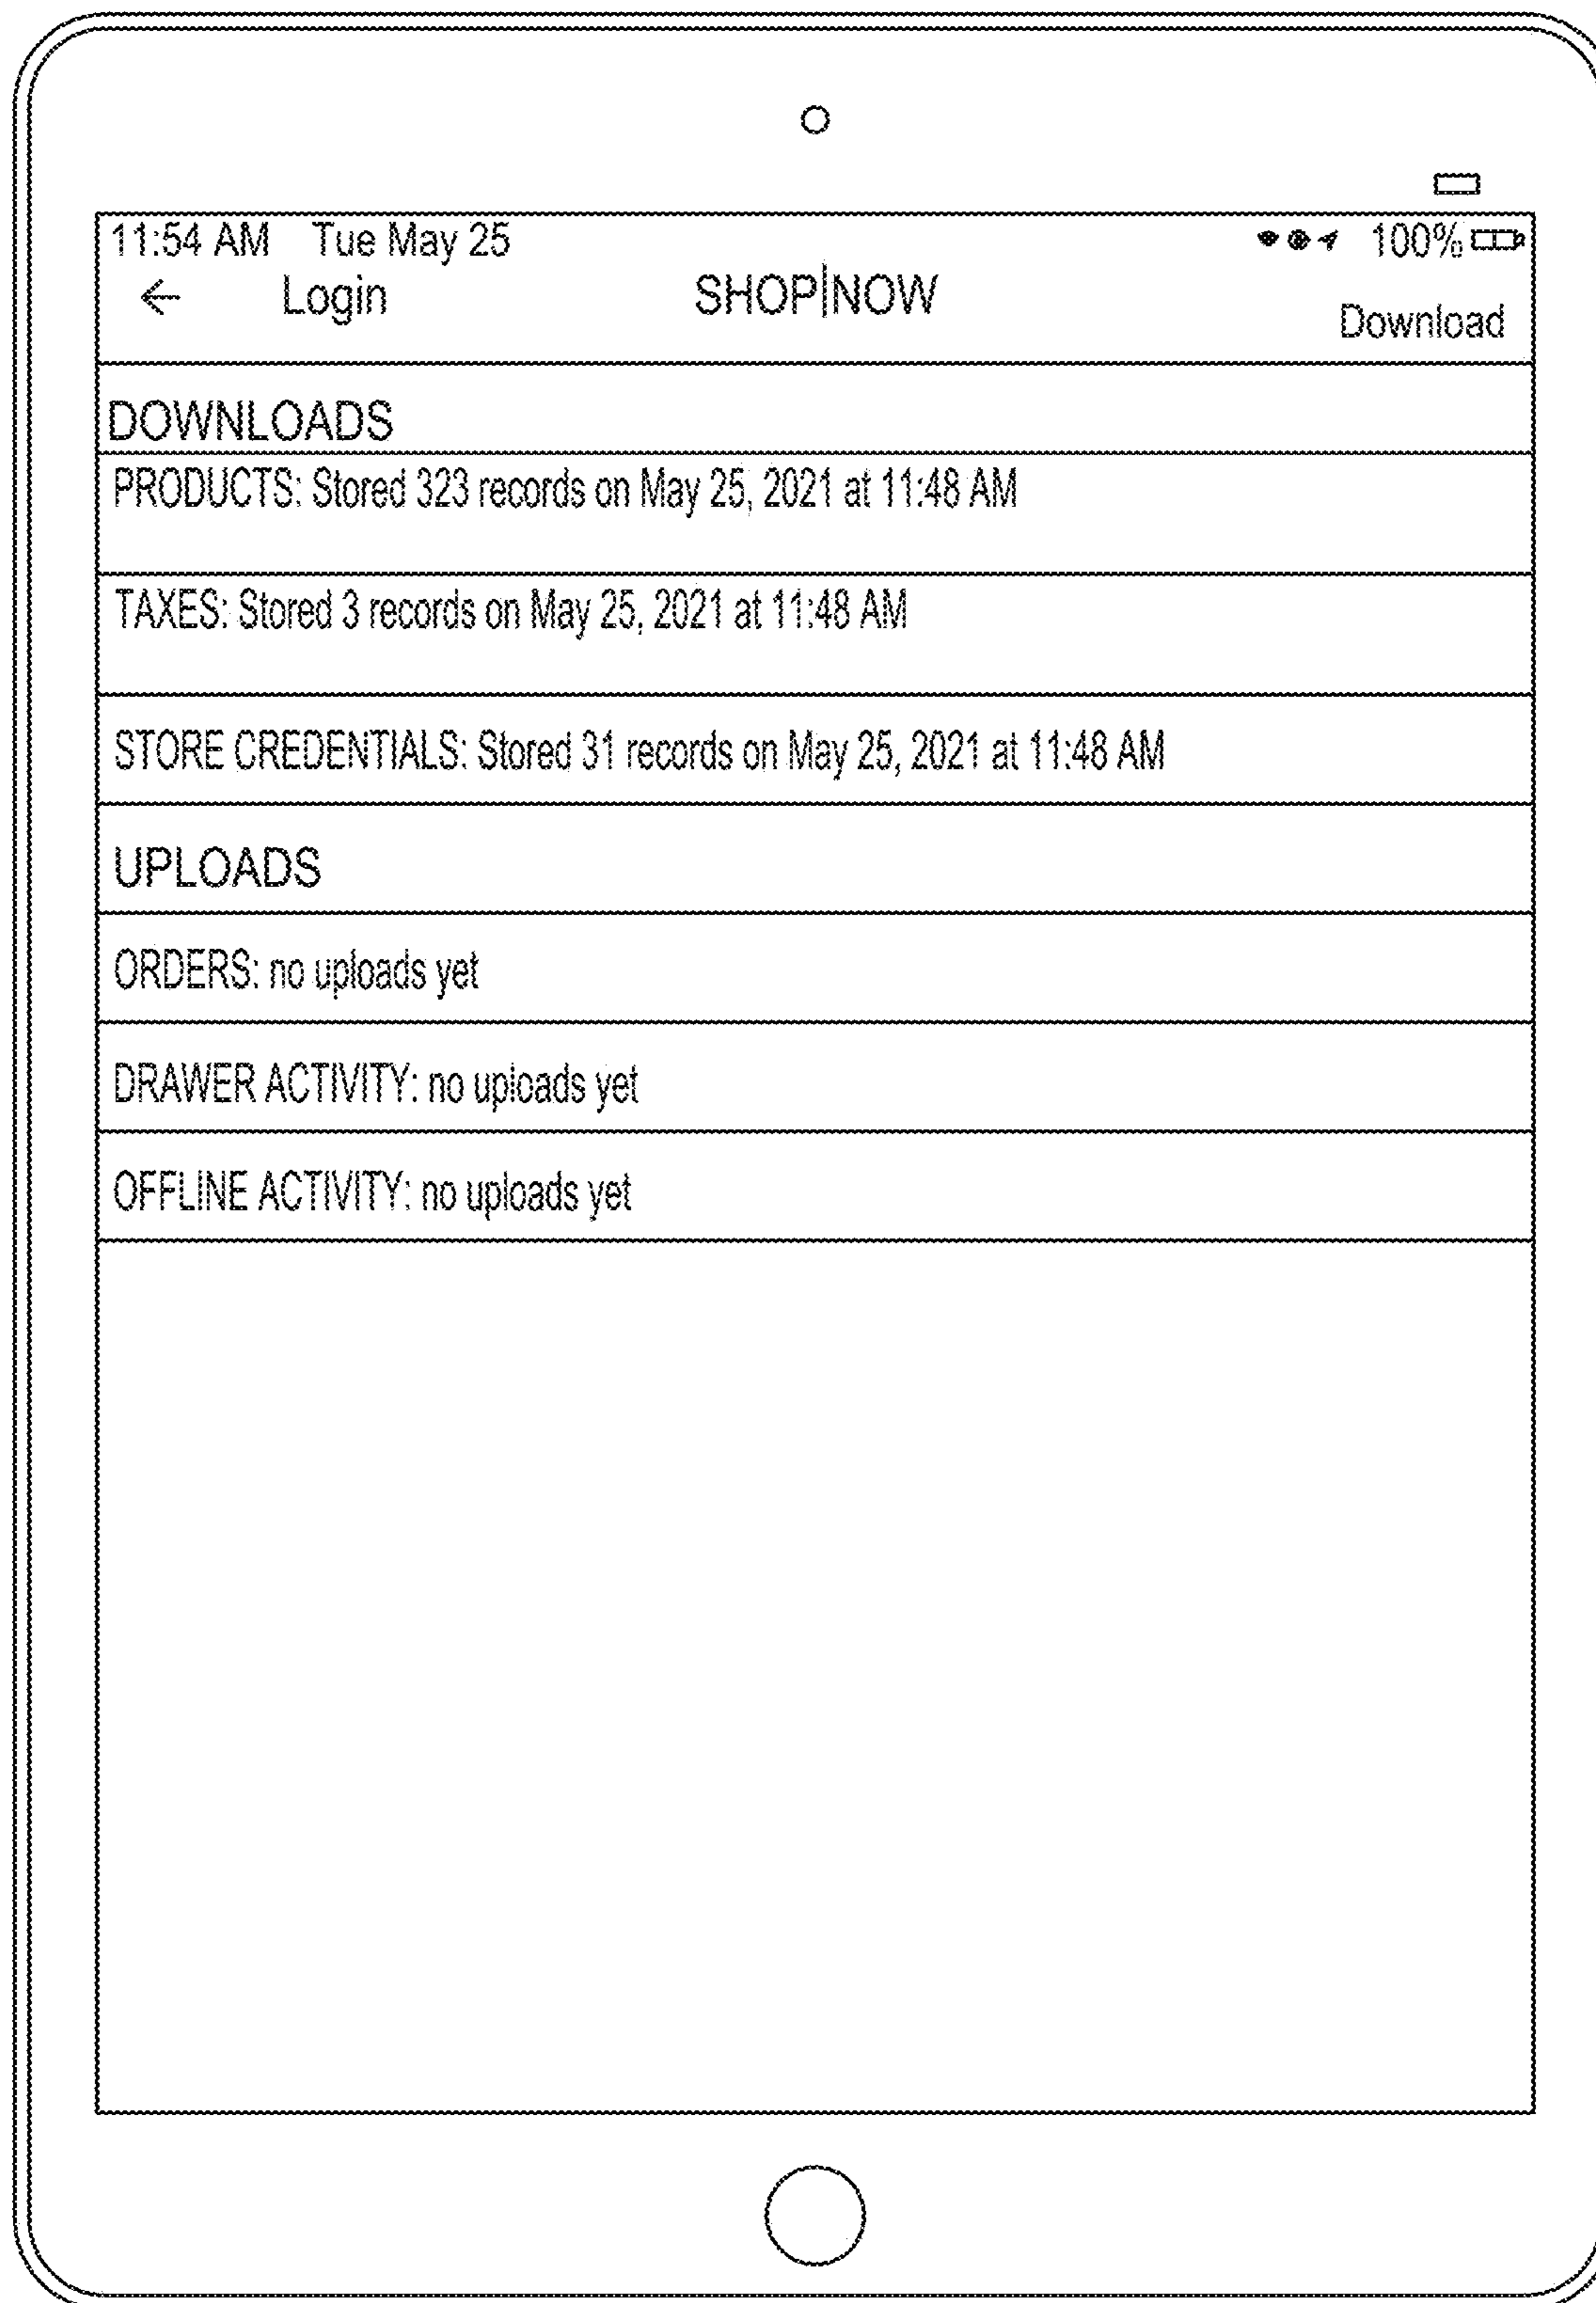 11:54 AM Tue May 25 100%
← Login SHOP|NOW Download
DOWNLOADS
PRODUCTS: Stored 323 records on May 25, 2021 at 11:48 AM
TAXES: Stored 3 records on May 25, 2021 at 11:48 AM
STORE CREDENTIALS: Stored 31 records on May 25, 2021 at 11:48 AM
UPLOADS
ORDERS: no uploads yet
DRAWER ACTIVITY: no uploads yet
OFFLINE ACTIVITY: no uploads yet